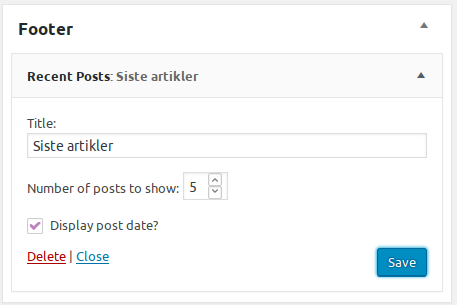 Footer
Recent Posts: Siste artikler
Title:
Siste artikler
Number of posts to show: 5
Display post date?
Delete | Close
Save